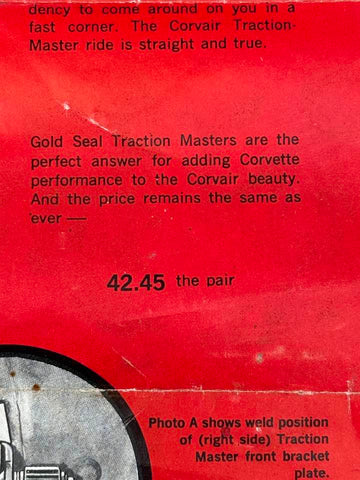 dency to come around on you in a
fast corner. The Corvair Traction-
Master ride is straight and true.
Gold Seal Traction Masters are the
perfect answer for adding Corvette
performance to the Corvair beauty.
And the price remains the same as
ever —
42.45 the pair
Photo A shows weld position
of (right side) Traction
Master front bracket
plate.